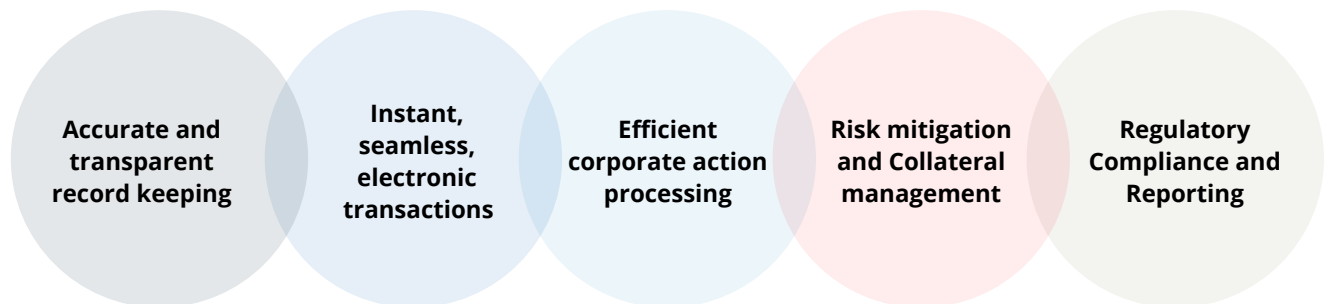 Accurate and
transparent
record keeping
Instant,
seamless,
electronic
transactions
Efficient
corporate action
processing
Risk mitigation
and Collateral
management
Regulatory
Compliance and
Reporting